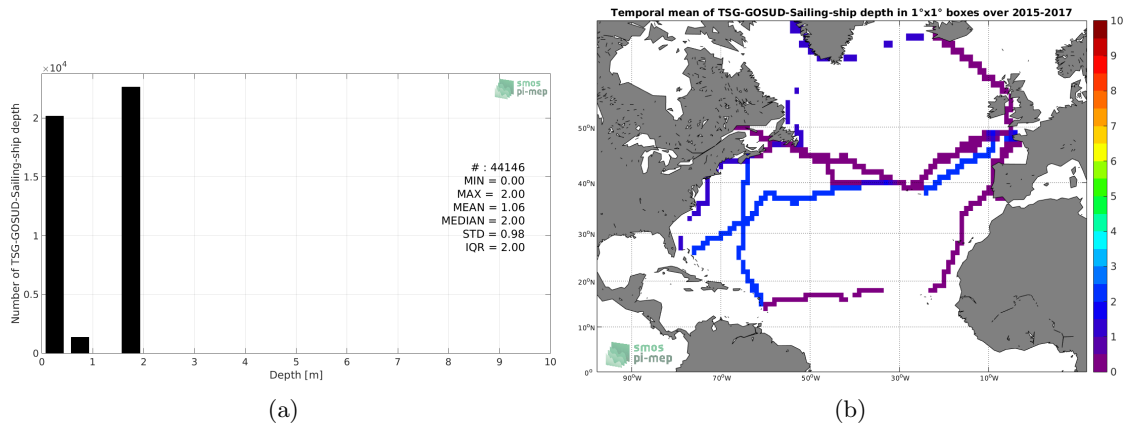 ×10⁴
Number of TSG-GOSUD-Sailing-ship depth
2
1.5
1
0.5
0
0 1 2 3 4 5 6 7 8 9 10
Depth [m]
smos
pi-mep
# : 44146
MIN = 0.00
MAX = 2.00
MEAN = 1.06
MEDIAN = 2.00
STD = 0.98
IQR = 2.00
(a)
Temporal mean of TSG-GOSUD-Sailing-ship depth in 1°x1° boxes over 2015-2017
50°N
40°N
30°N
20°N
10°N
0°
90°W 70°W 50°W 30°W 10°W
smos
pi-mep
10
9
8
7
6
5
4
3
2
1
0
(b)